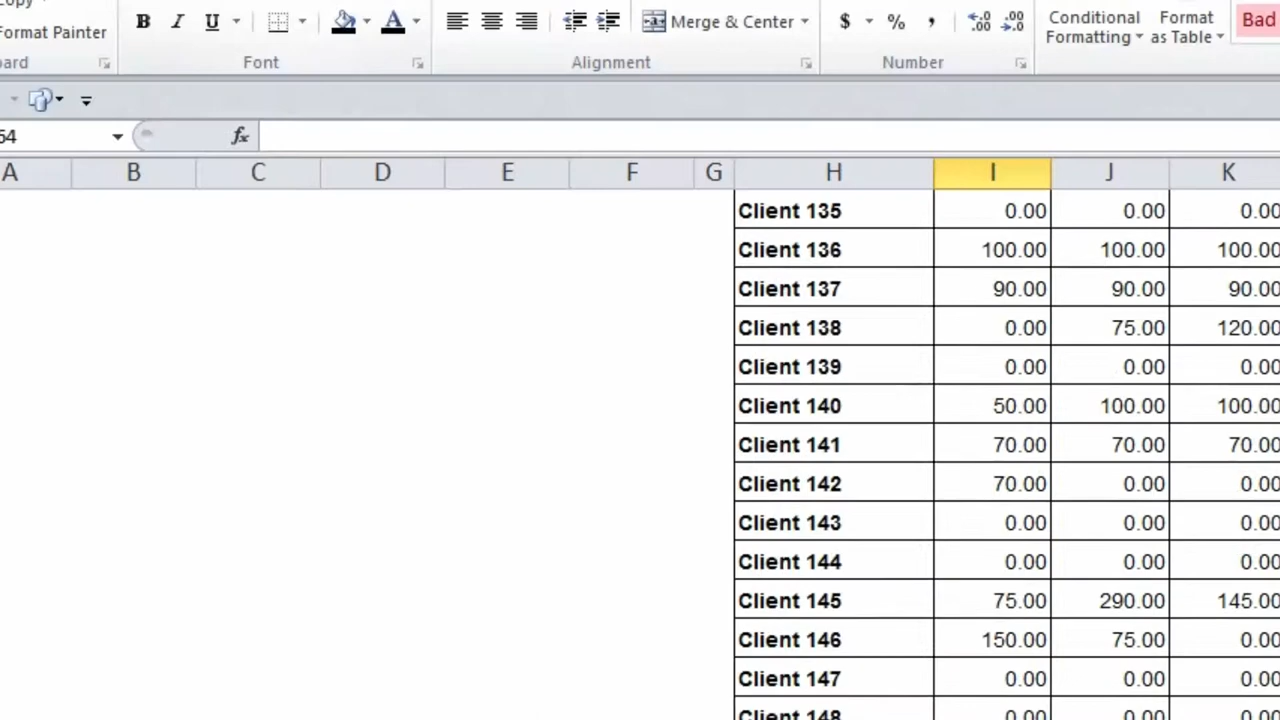 Format Painter
B I U A Merge & Center $ % , .0 .00 .00 .0 Conditional Formatting Format as Table Bad
Font Alignment Number
64 fx
A B C D E F G H I J K
Client 135 0.00 0.00 0.00
Client 136 100.00 100.00 100.00
Client 137 90.00 90.00 90.00
Client 138 0.00 75.00 120.00
Client 139 0.00 0.00 0.00
Client 140 50.00 100.00 100.00
Client 141 70.00 70.00 70.00
Client 142 70.00 0.00 0.00
Client 143 0.00 0.00 0.00
Client 144 0.00 0.00 0.00
Client 145 75.00 290.00 145.00
Client 146 150.00 75.00 0.00
Client 147 0.00 0.00 0.00
Client 148 0.00 0.00 0.00